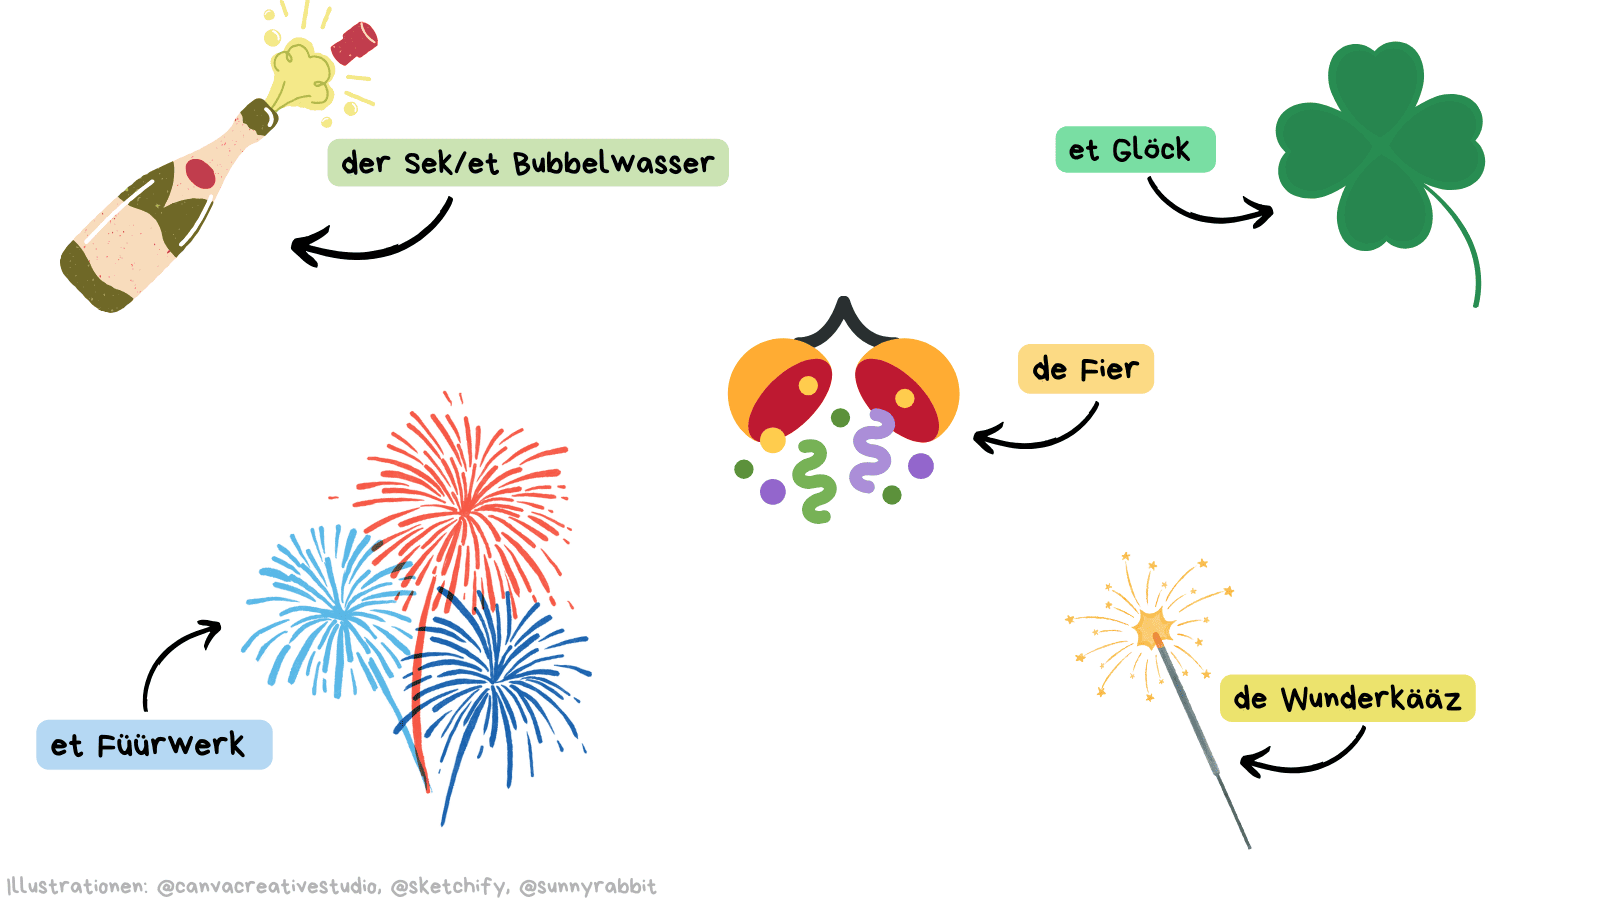 der Sek/et Bubbelwasser
et Glöck
de Fier
et Füürwerk
de Wunderkääz
Illustrationen: @canvacreativestudio, @sketchify, @sunnyrabbit